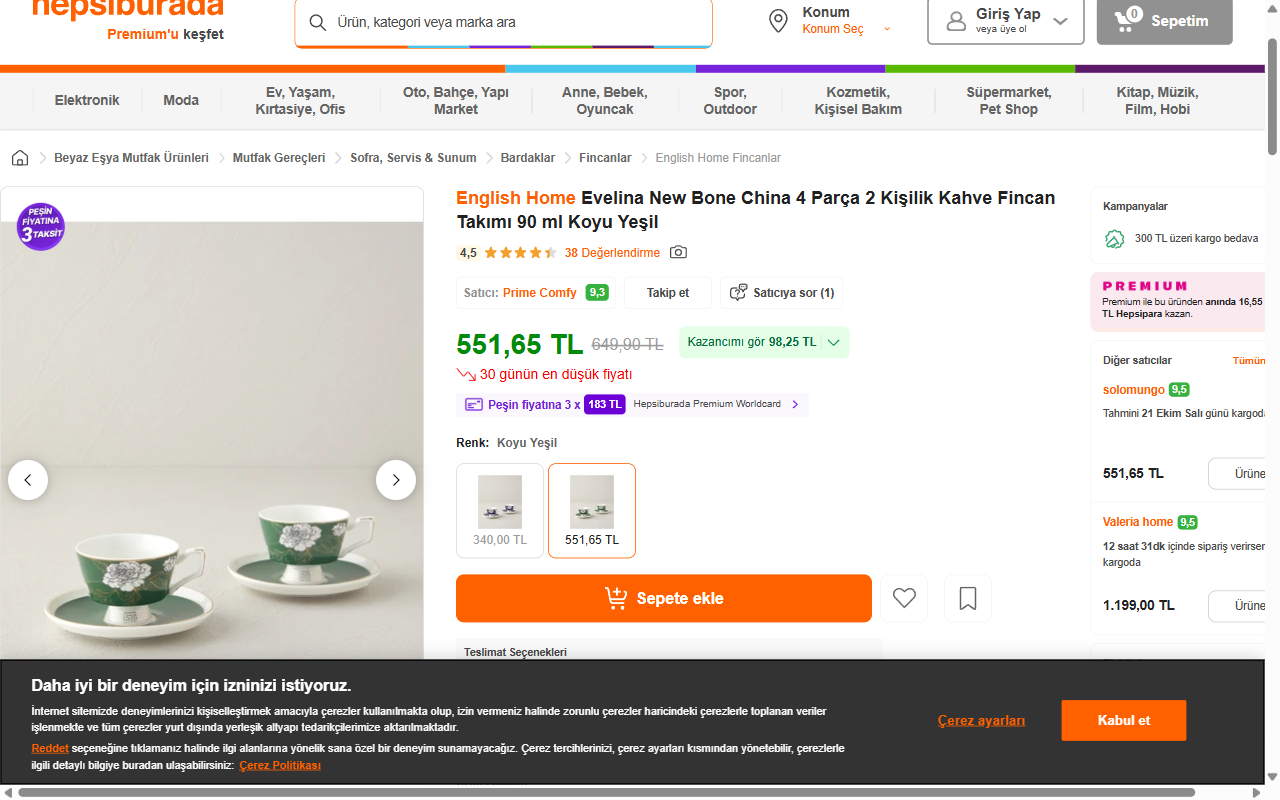 hepsiburada
Premium'u keşfet
Ürün, kategori veya marka ara
Konum
Konum Seç
Giriş Yap
veya üye ol
0
Sepetim
Elektronik
Moda
Ev, Yaşam,
Kırtasiye, Ofis
Oto, Bahçe, Yapı
Market
Anne, Bebek,
Oyuncak
Spor,
Outdoor
Kozmetik,
Kişisel Bakım
Süpermarket,
Pet Shop
Kitap, Müzik,
Film, Hobi
Beyaz Eşya Mutfak Ürünleri
Mutfak Gereçleri
Sofra, Servis & Sunum
Bardaklar
Fincanlar
English Home Fincanlar
PEŞİN
FİYATINA
3 TAKSİT
English Home Evelina New Bone China 4 Parça 2 Kişilik Kahve Fincan
Takımı 90 ml Koyu Yeşil
4,5
38 Değerlendirme
Satıcı: Prime Comfy 9,3
Takip et
Satıcıya sor (1)
551,65 TL 649,90 TL
Kazancımı gör 98,25 TL
30 günün en düşük fiyatı
Peşin fiyatına 3 x 183 TL Hepsiburada Premium Worldcard
Renk: Koyu Yeşil
340,00 TL
551,65 TL
Sepete ekle
Teslimat Seçenekleri
Kampanyalar
300 TL üzeri kargo bedava
PREMIUM
Premium ile bu üründen anında 16,55
TL Hepsipara kazan.
Diğer satıcılar
Tümün
solomungo 9,5
Tahmini 21 Ekim Salı günü kargoda
551,65 TL
Ürüne
Valeria home 9,5
12 saat 31dk içinde sipariş verirsen
kargoda
1.199,00 TL
Ürüne
Daha iyi bir deneyim için izninizi istiyoruz.
İnternet sitemizde deneyimlerinizi kişiselleştirmek amacıyla çerezler kullanılmakta olup, izin vermeniz halinde zorunlu çerezler haricindeki çerezlerle toplanan veriler
işlenmekte ve tüm çerezler yurt dışında yerleşik altyapı tedarikçilerimize aktarılmaktadır.
Reddet seçeneğine tıklamanız halinde ilgi alanlarına yönelik sana özel bir deneyim sunamayacağız. Çerez tercihlerinizi, çerez ayarları kısmından yönetebilir, çerezlerle
ilgili detaylı bilgiye buradan ulaşabilirsiniz: Çerez Politikası
Çerez ayarları
Kabul et